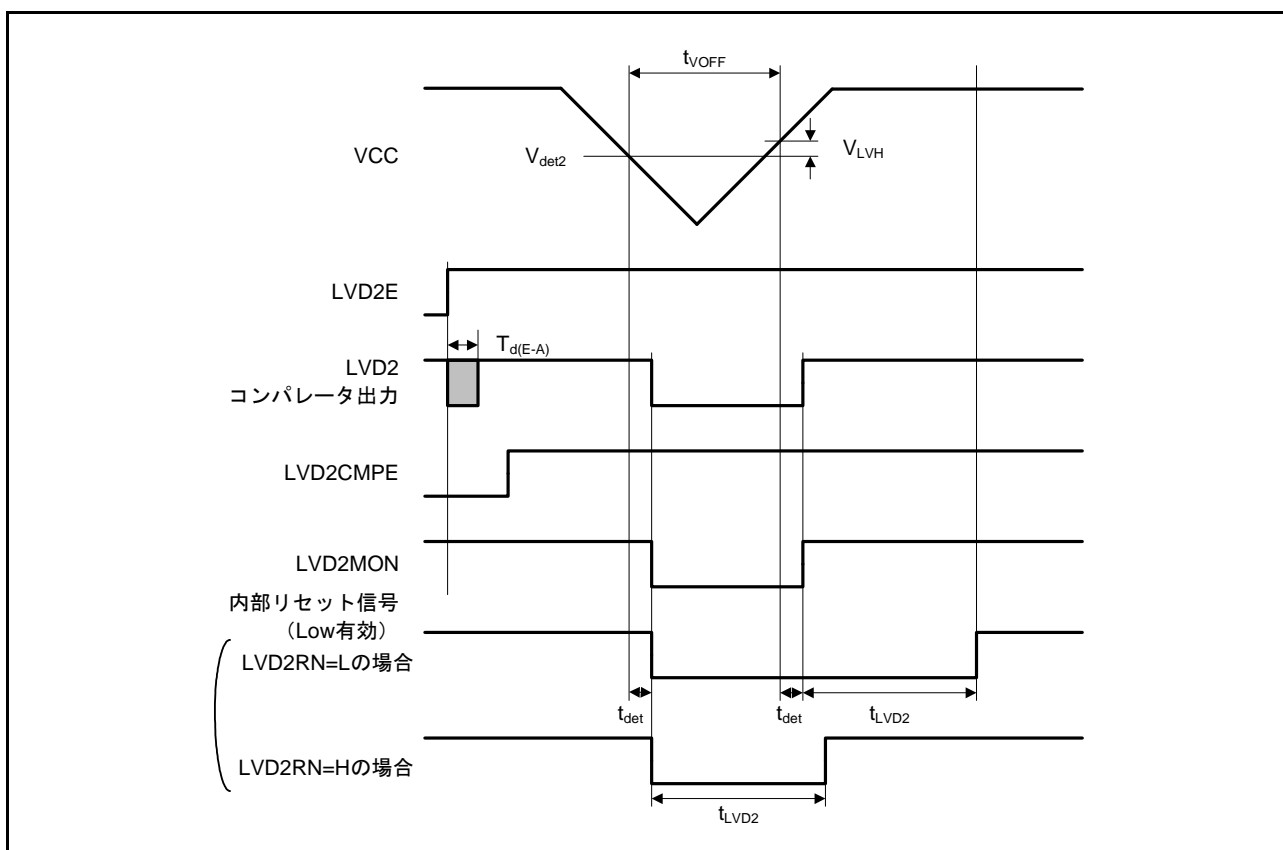 tVOFF
VCC
Vdet2
VLVH
LVD2E
Td(E-A)
LVD2
コンパレータ出力
LVD2CMPE
LVD2MON
内部リセット信号
（Low有効）
LVD2RN=Lの場合
tdet
tdet
tLVD2
LVD2RN=Hの場合
tLVD2